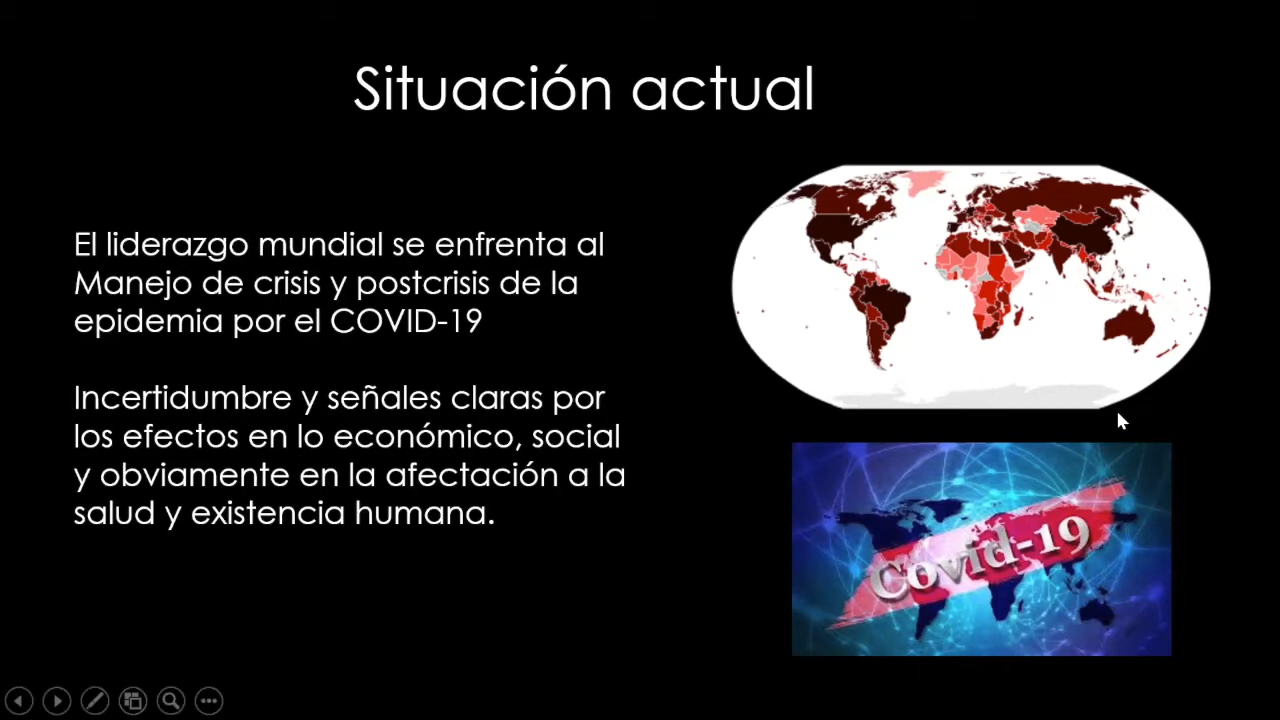 Situación actual
El liderazgo mundial se enfrenta al
Manejo de crisis y postcrisis de la
epidemia por el COVID-19
Incertidumbre y señales claras por
los efectos en lo económico, social
y obviamente en la afectación a la
salud y existencia humana.
Covid-19